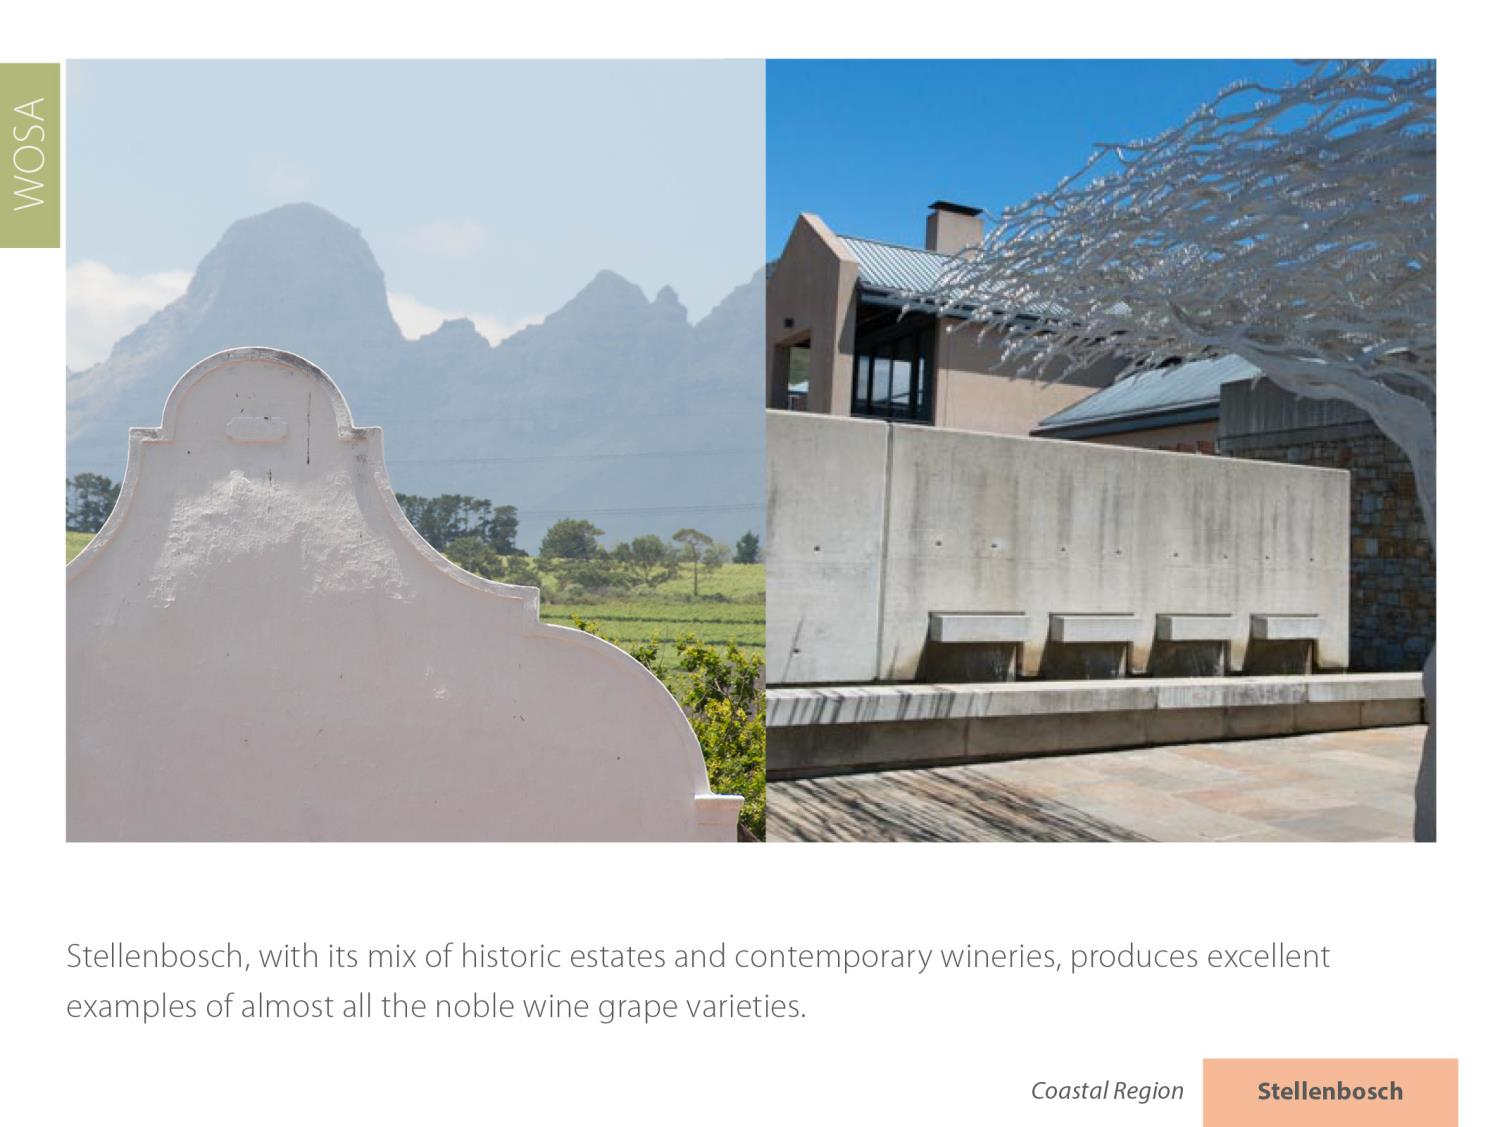 WOSA
Stellenbosch, with its mix of historic estates and contemporary wineries, produces excellent
examples of almost all the noble wine grape varieties.
Coastal Region
Stellenbosch